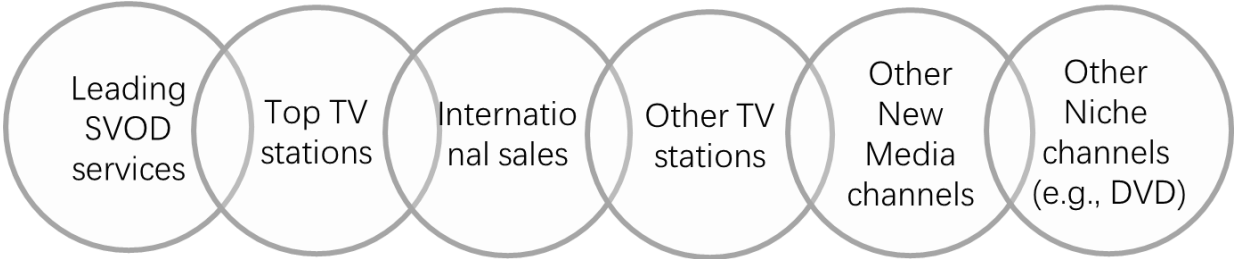 Leading
SVOD
services
Top TV
stations
Internatio
nal sales
Other TV
stations
Other
New
Media
channels
Other
Niche
channels
(e.g., DVD)